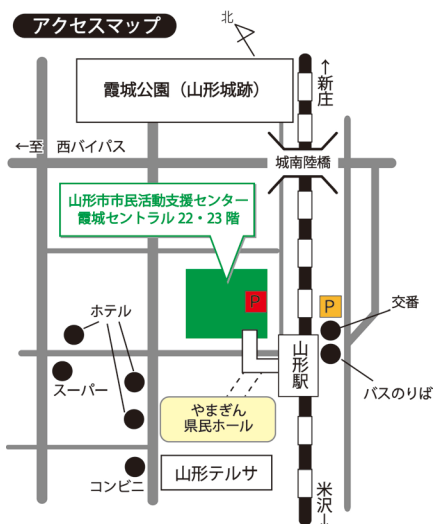 アクセスマップ
北
霞城公園（山形城跡）
↑新庄
←至　西バイパス
城南陸橋
山形市市民活動支援センター
霞城セントラル 22・23 階
P
P
交番
ホテル
山形駅
スーパー
バスのりば
やまぎん
県民ホール
山形テルサ
コンビニ
米沢↓